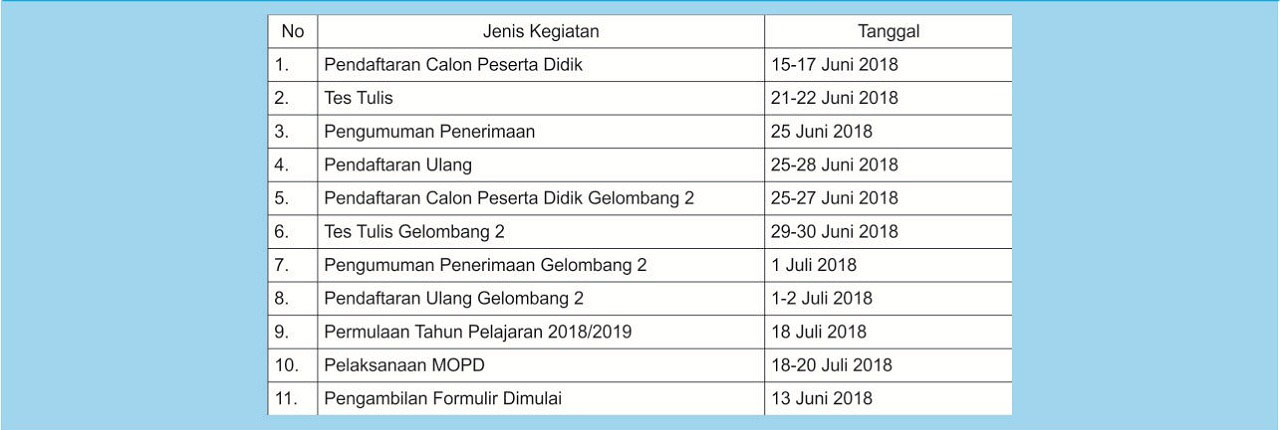 No Jenis Kegiatan Tanggal
1. Pendaftaran Calon Peserta Didik 15-17 Juni 2018
2. Tes Tulis 21-22 Juni 2018
3. Pengumuman Penerimaan 25 Juni 2018
4. Pendaftaran Ulang 25-28 Juni 2018
5. Pendaftaran Calon Peserta Didik Gelombang 2 25-27 Juni 2018
6. Tes Tulis Gelombang 2 29-30 Juni 2018
7. Pengumuman Penerimaan Gelombang 2 1 Juli 2018
8. Pendaftaran Ulang Gelombang 2 1-2 Juli 2018
9. Permulaan Tahun Pelajaran 2018/2019 18 Juli 2018
10. Pelaksanaan MOPD 18-20 Juli 2018
11. Pengambilan Formulir Dimulai 13 Juni 2018